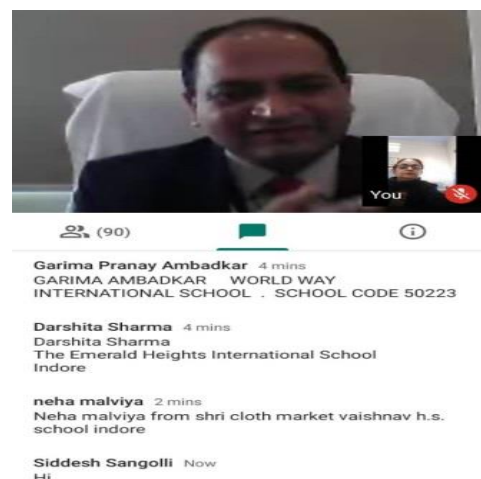 You
(90)
Garima Pranay Ambadkar 4 mins
GARIMA AMBADKAR WORLD WAY
INTERNATIONAL SCHOOL . SCHOOL CODE 50223
Darshita Sharma 4 mins
Darshita Sharma
The Emerald Heights International School
Indore
neha malviya 2 mins
Neha malviya from shri cloth market vaishnav h.s.
school indore
Siddesh Sangolli Now
Hi